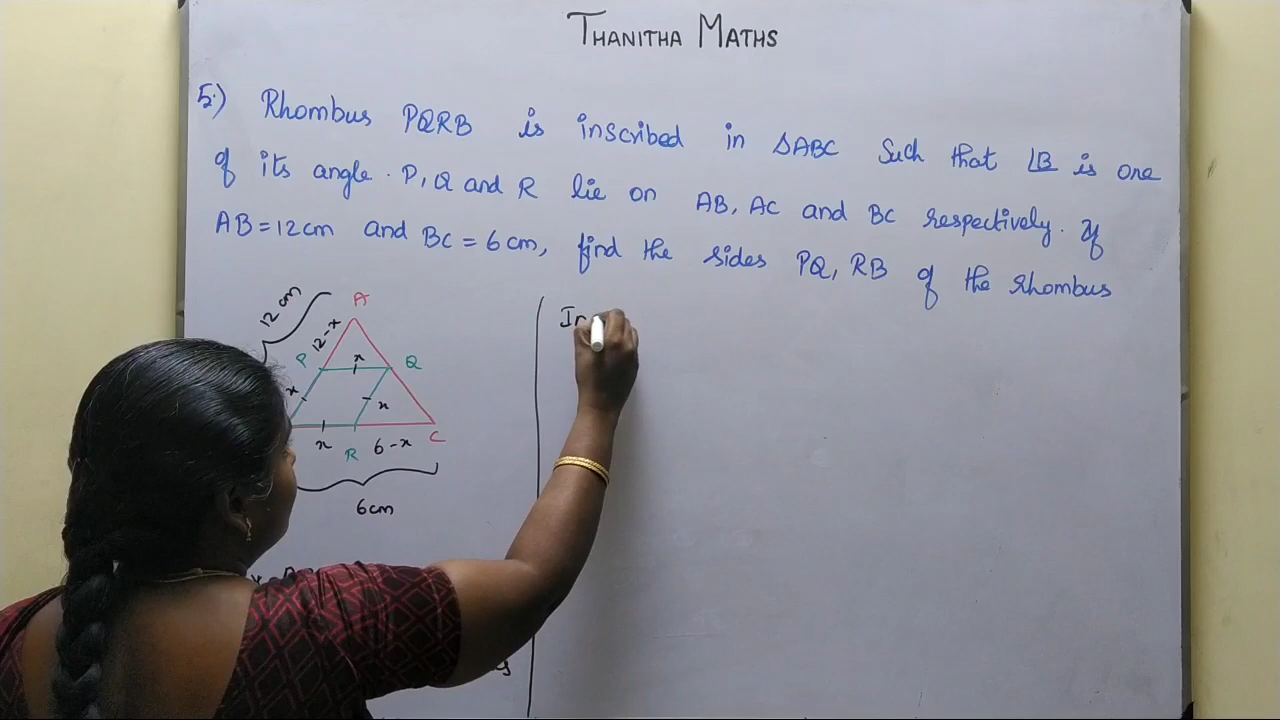 THANITHA MATHS
5.) Rhombus PQRB is inscribed in ΔABC Such that ∠B is one
of its angle. P, Q and R lie on AB, AC and BC respectively. If
AB = 12cm and BC = 6cm, find the sides PQ, RB of the rhombus
12 cm
A
12-x
P
x
Q
x
x
x
R
6-x
C
6cm